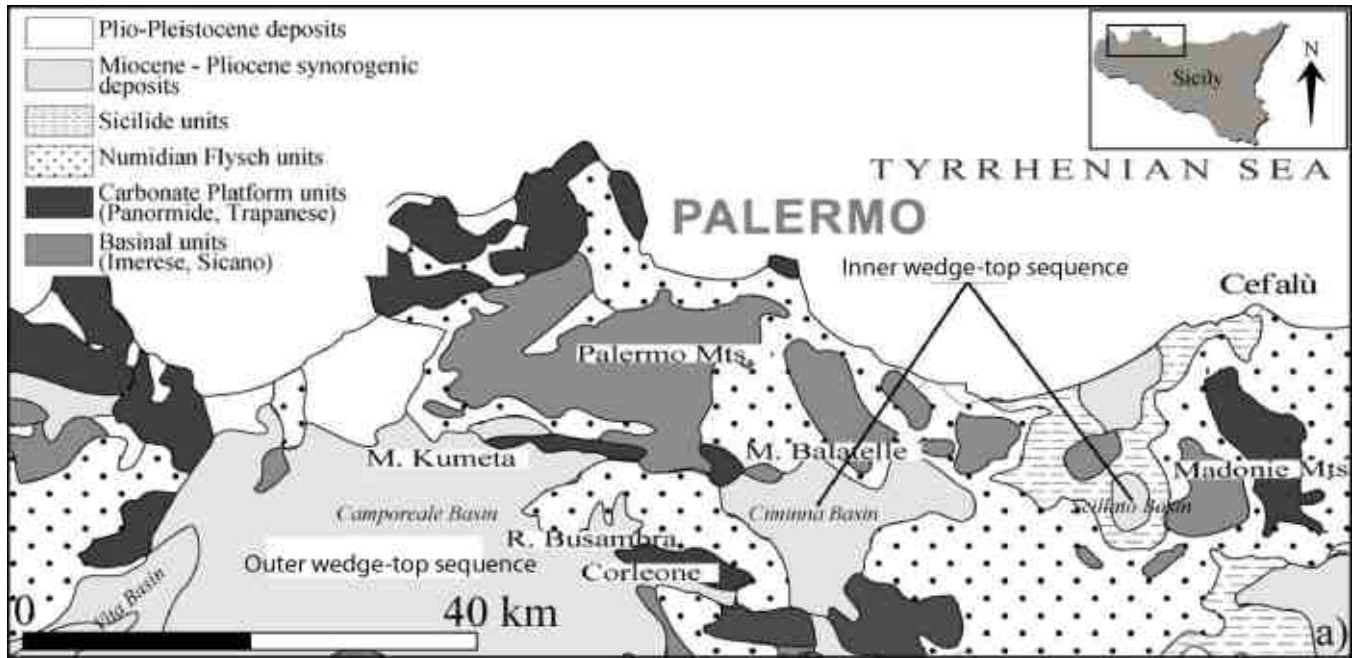 Plio-Pleistocene deposits
Miocene - Pliocene synorogenic
deposits
Sicilide units
Numidian Flysch units
Carbonate Platform units
(Panormide, Trapanese)
Basinal units
(Imerese, Sicano)
Sicily
N
TYRRHENIAN SEA
PALERMO
Inner wedge-top sequence
Cefalù
Palermo Mts.
M. Kumeta
M. Balatelle
Madonie Mts
Camporeale Basin
Ciminna Basin
Scillato Basin
R. Busambra
Outer wedge-top sequence
Corleone
Vita Basin
0
40 km
a)